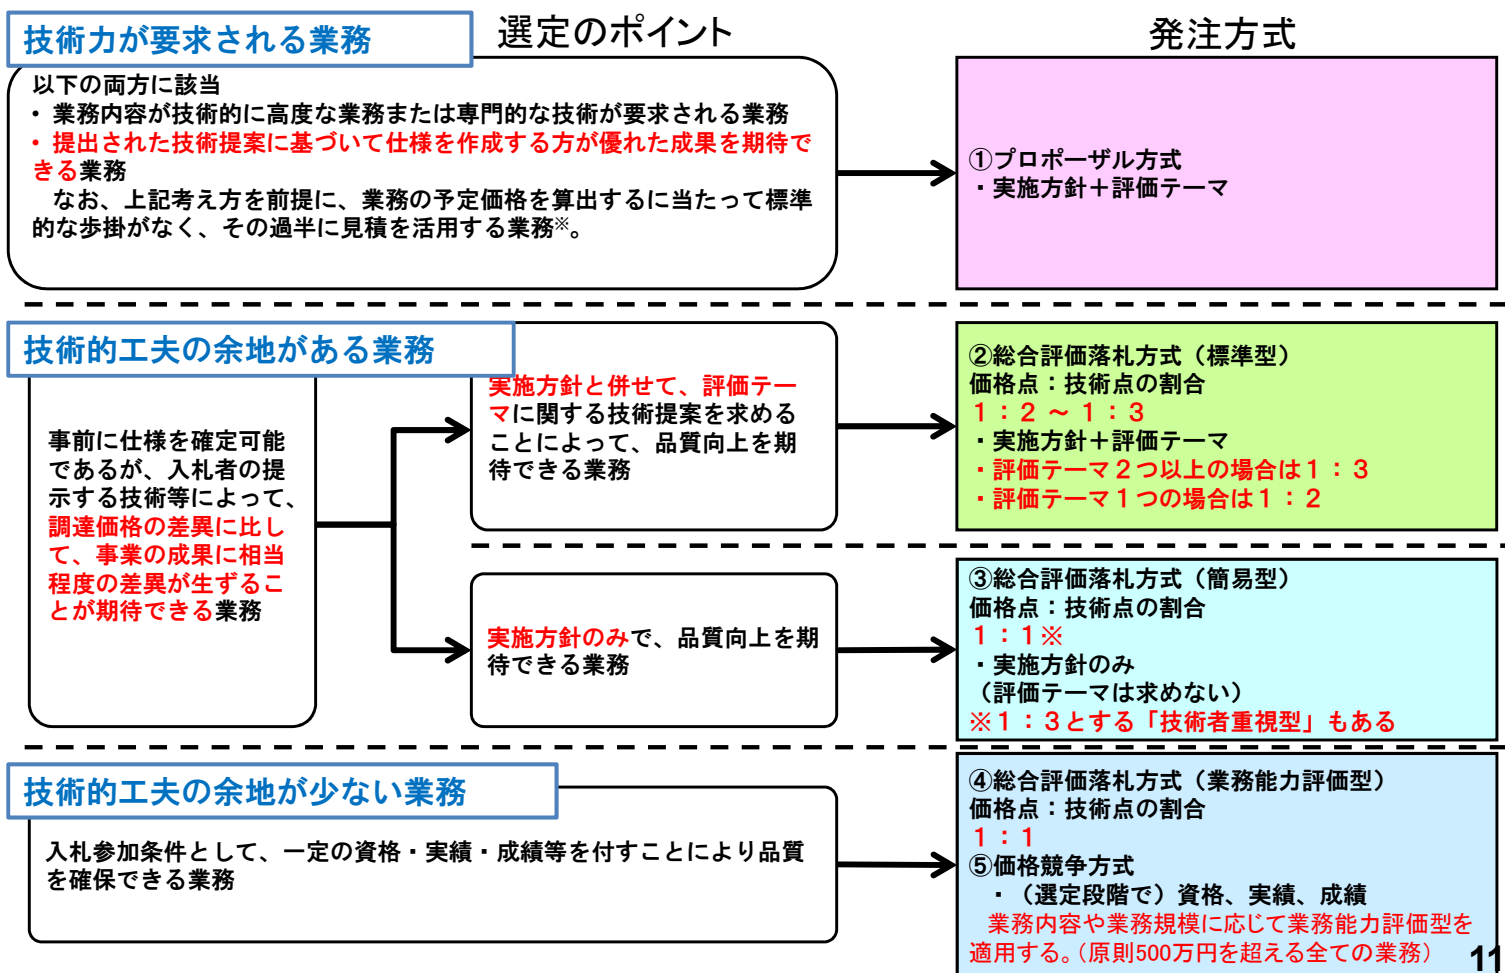 選定のポイント
発注方式
技術力が要求される業務
以下の両方に該当
• 業務内容が技術的に高度な業務または専門的な技術が要求される業務
• 提出された技術提案に基づいて仕様を作成する方が優れた成果を期待で
きる業務
なお、上記考え方を前提に、業務の予定価格を算出するに当たって標準
的な歩掛がなく、その過半に見積を活用する業務※。
①プロポーザル方式
・実施方針＋評価テーマ
技術的工夫の余地がある業務
事前に仕様を確定可能
であるが、入札者の提
示する技術等によって、
調達価格の差異に比し
て、事業の成果に相当
程度の差異が生ずるこ
とが期待できる業務
実施方針と併せて、評価テー
マに関する技術提案を求める
ことによって、品質向上を期
待できる業務
②総合評価落札方式（標準型）
価格点：技術点の割合
１：２ ～ １：３
・実施方針＋評価テーマ
・評価テーマ２つ以上の場合は１：３
・評価テーマ１つの場合は１：２
実施方針のみで、品質向上を期
待できる業務
③総合評価落札方式（簡易型）
価格点：技術点の割合
１：１※
・実施方針のみ
（評価テーマは求めない）
※１：３とする「技術者重視型」もある
技術的工夫の余地が少ない業務
入札参加条件として、一定の資格・実績・成績等を付すことにより品質
を確保できる業務
④総合評価落札方式（業務能力評価型）
価格点：技術点の割合
１：１
⑤価格競争方式
・（選定段階で）資格、実績、成績
業務内容や業務規模に応じて業務能力評価型を
適用する。（原則500万円を超える全ての業務）
11